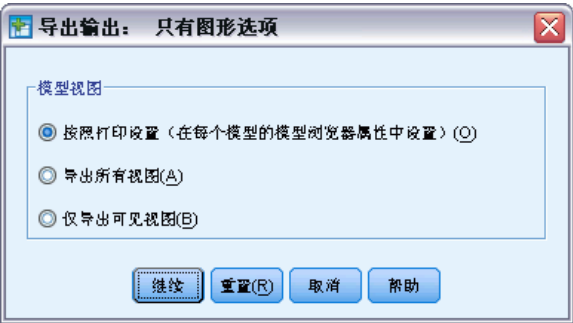 导出输出： 只有图形选项
模型视图
按照打印设置（在每个模型的模型浏览器属性中设置）(O)
导出所有视图(A)
仅导出可见视图(B)
继续 重置(R) 取消 帮助